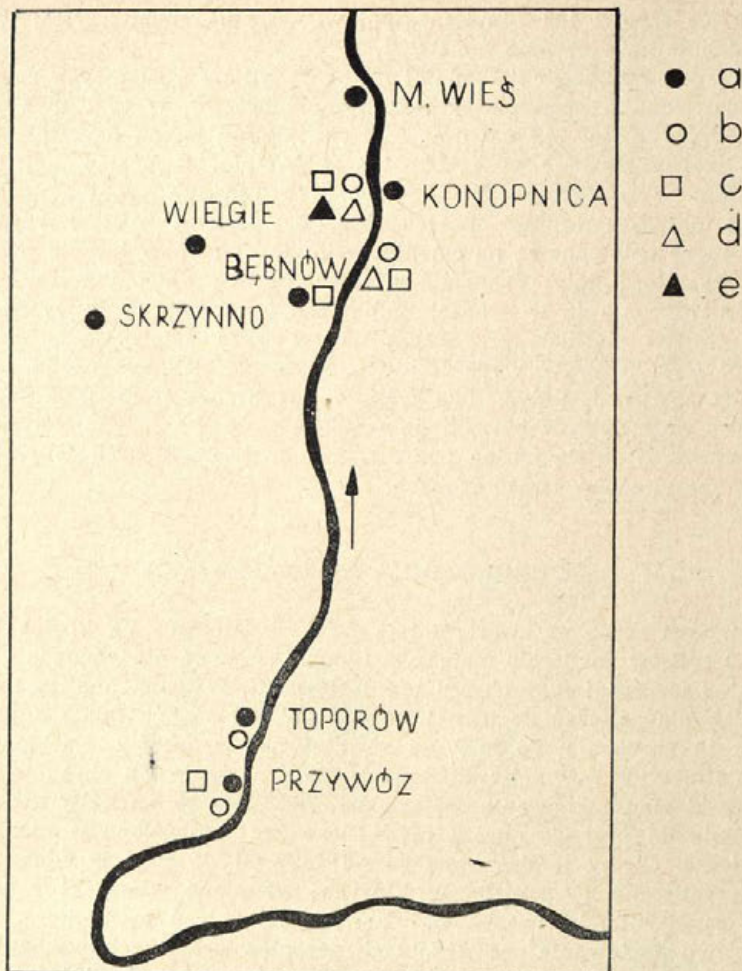 M. WIEŚ
KONOPNICA
WIELGIE
BĘBNÓW
SKRZYNNO
TOPORÓW
PRZYWÓZ
a
b
c
d
e